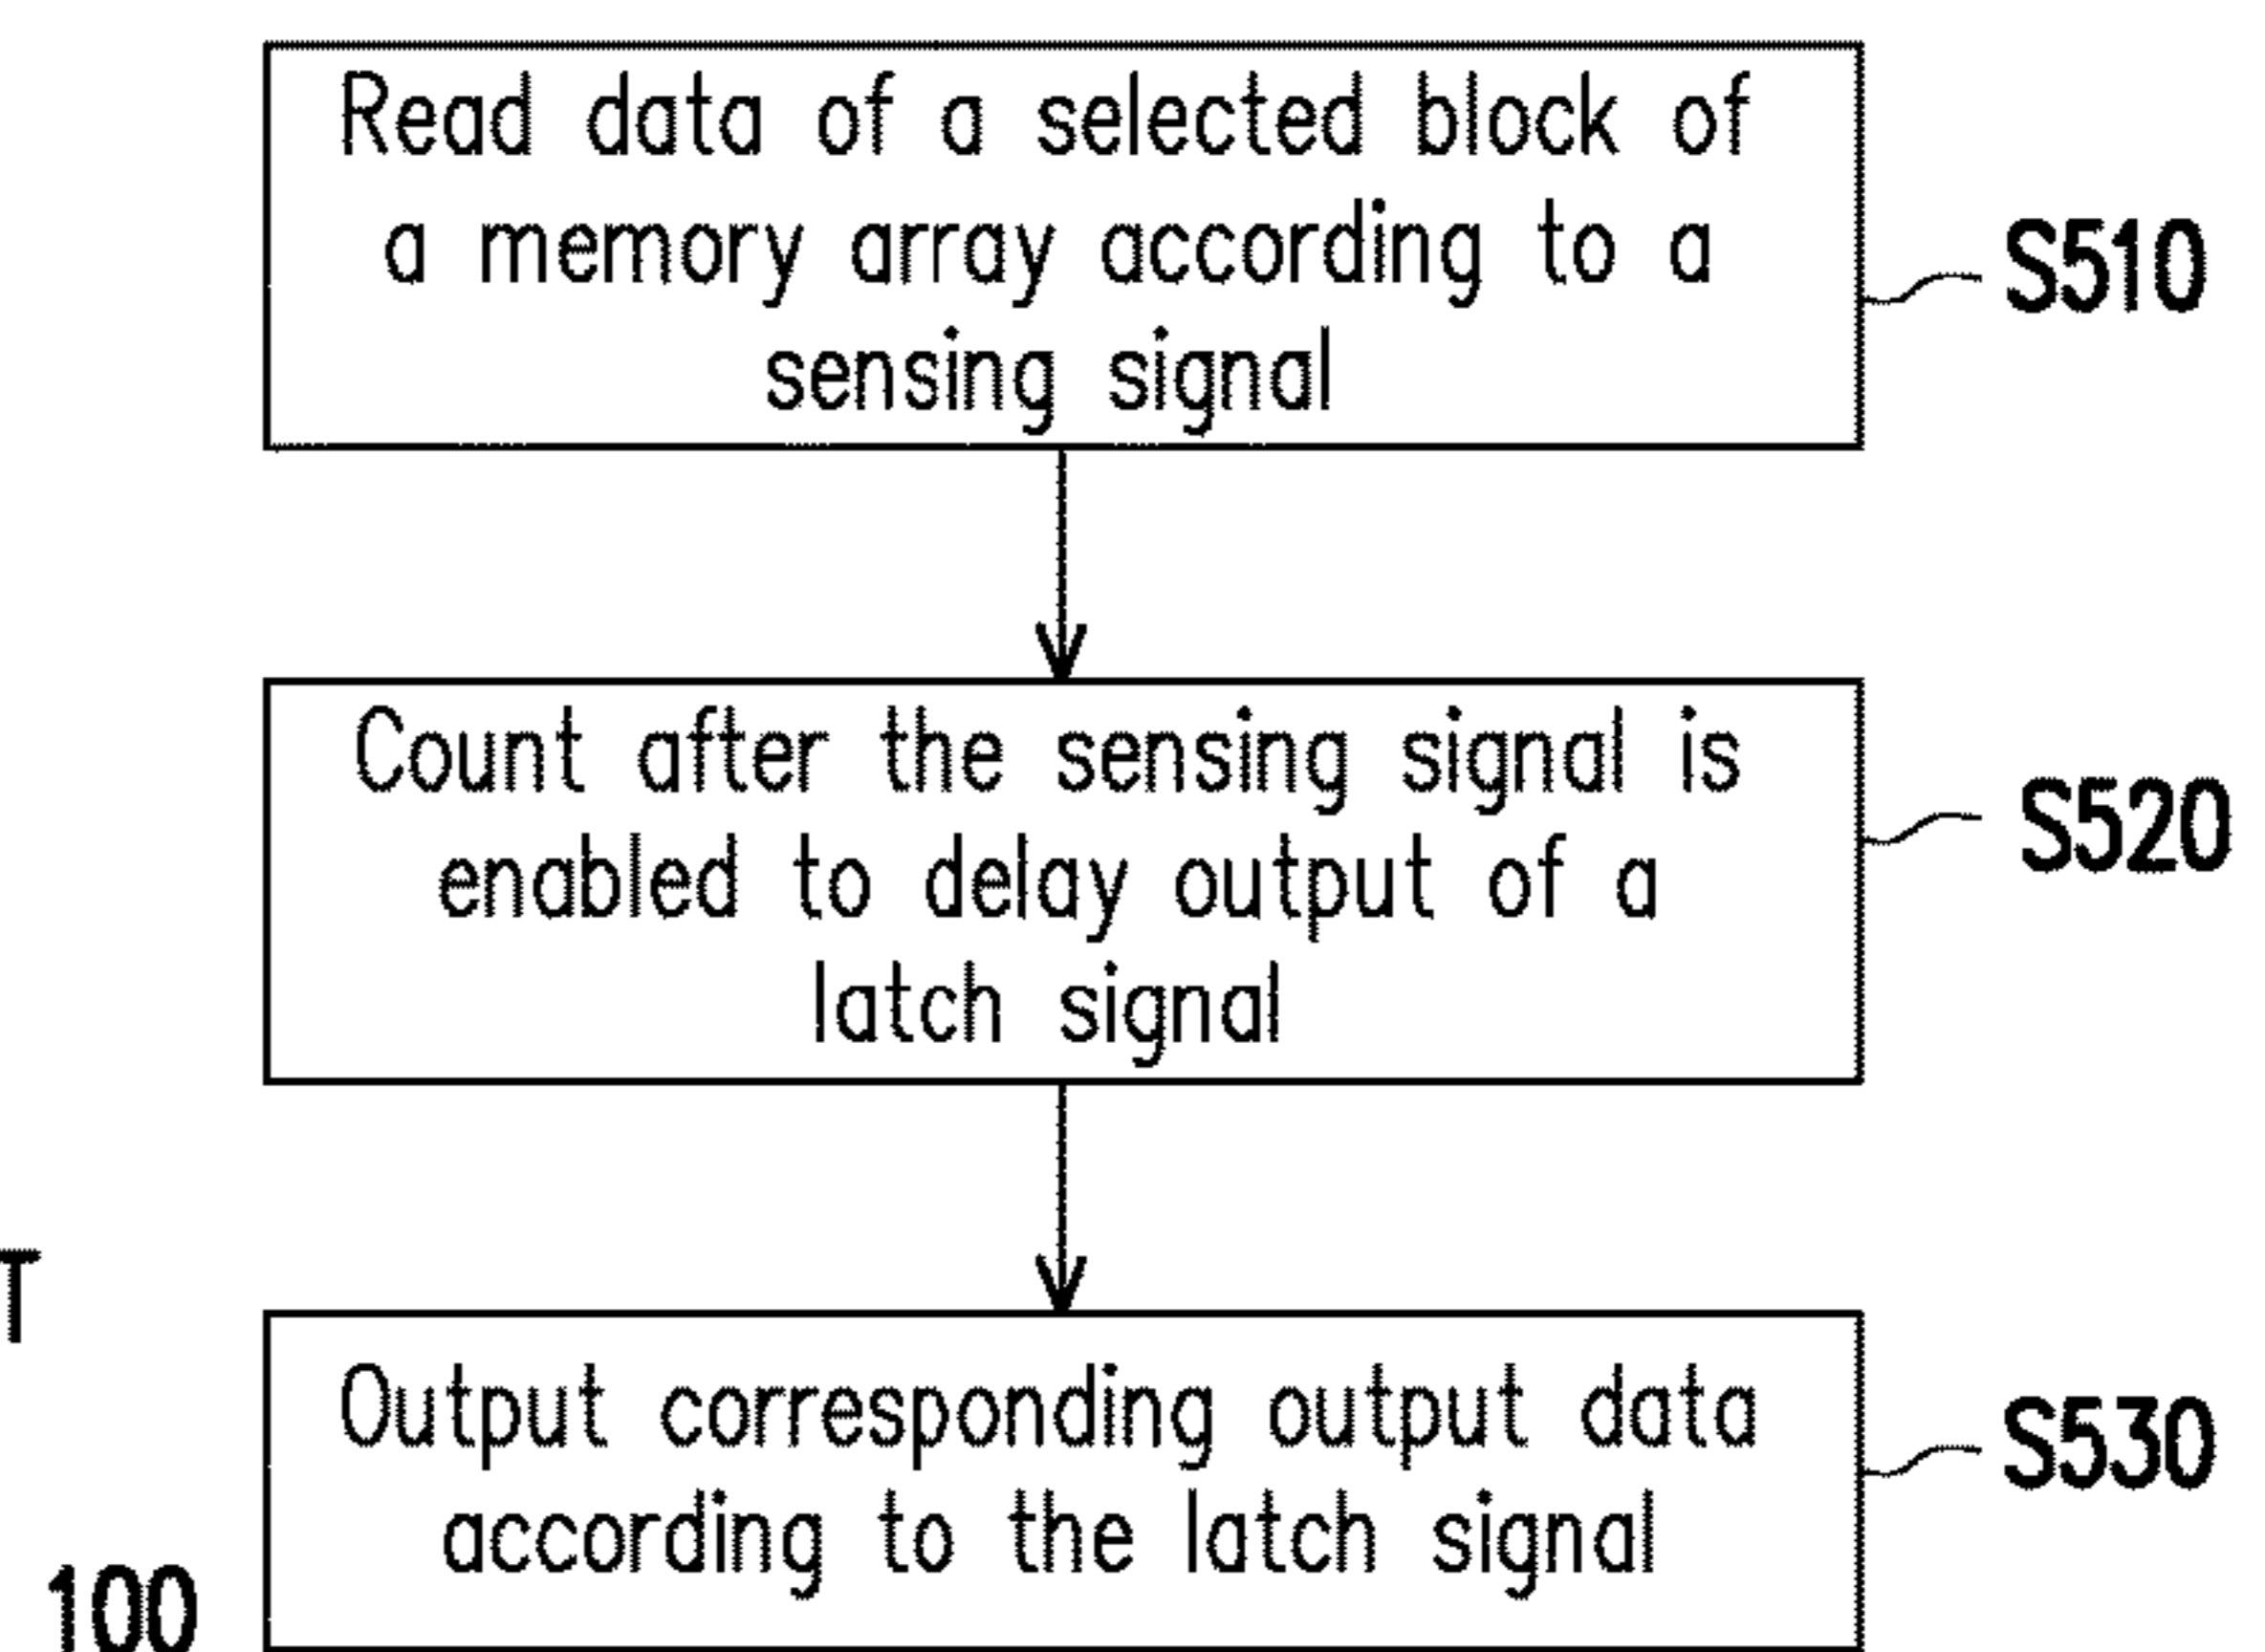 Read data of a selected block of
a memory array according to a
sensing signal
S510
Count after the sensing signal is
enabled to delay output of a
latch signal
S520
T
Output corresponding output data
according to the latch signal
S530
100